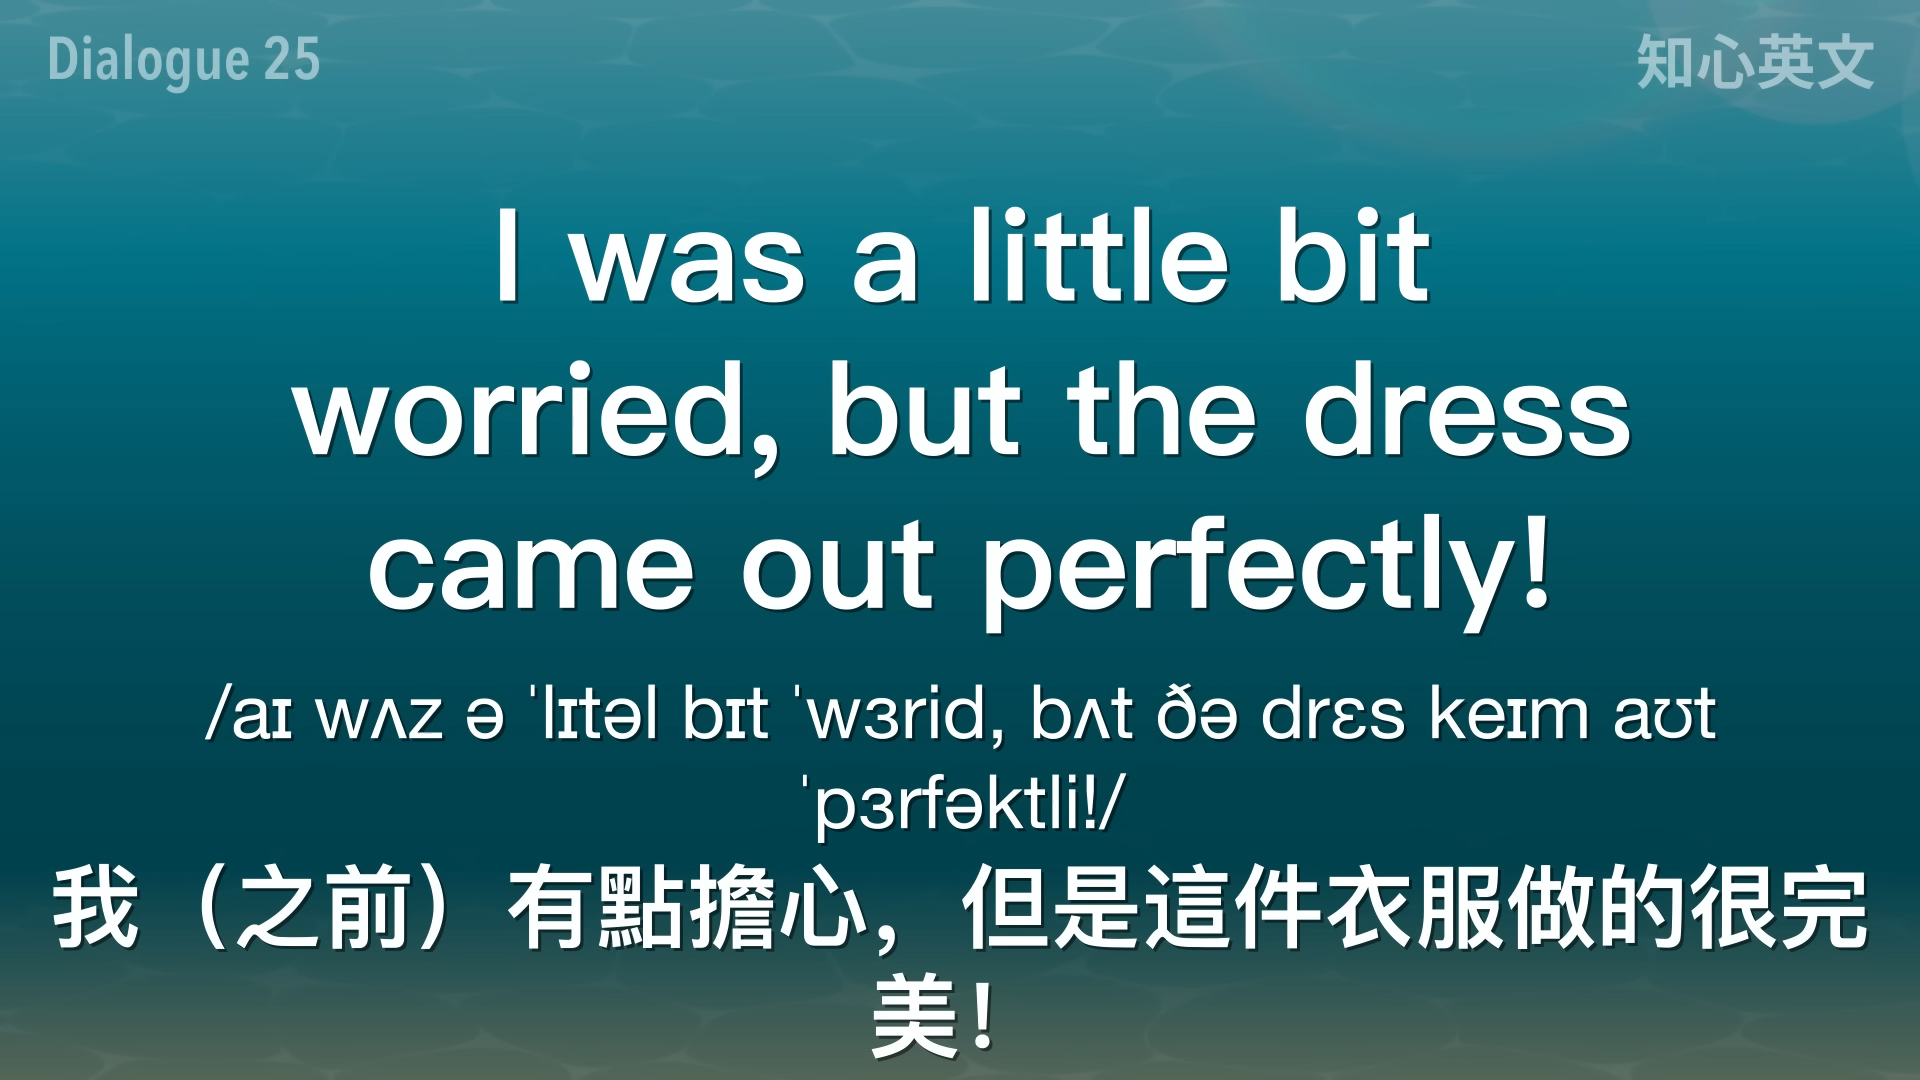 Dialogue 25
知心英文
I was a little bit
worried, but the dress
came out perfectly!
/aɪ wʌz ə ˈlɪtəl bɪt ˈwɜrid, bʌt ðə drɛs keɪm aʊt
ˈpɜrfəktli!/
我（之前）有點擔心，但是這件衣服做的很完
美！